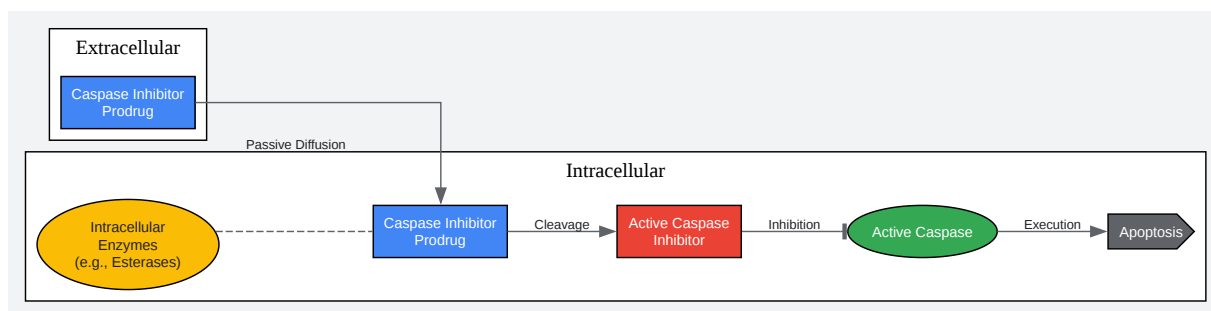 Extracellular
Caspase Inhibitor
Prodrug
Passive Diffusion
Intracellular
Intracellular
Enzymes
(e.g., Esterases)
Caspase Inhibitor
Prodrug
Cleavage
Active Caspase
Inhibitor
Inhibition
Active Caspase
Execution
Apoptosis